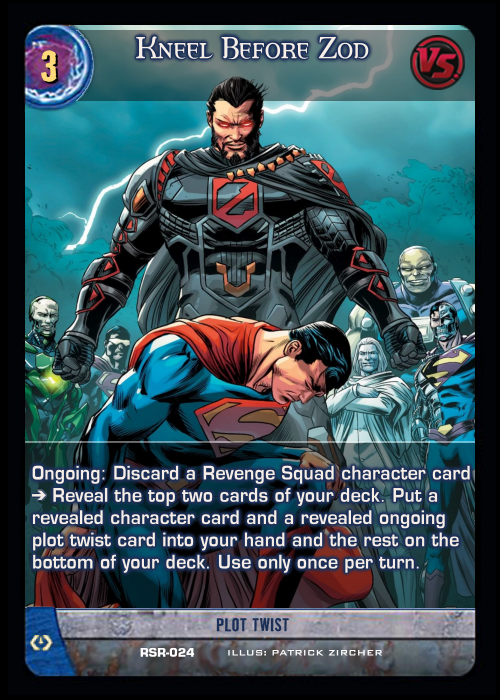 3
Kneel Before Zod
VS.
Ongoing: Discard a Revenge Squad character card
➔ Reveal the top two cards of your deck. Put a
revealed character card and a revealed ongoing
plot twist card into your hand and the rest on the
bottom of your deck. Use only once per turn.
PLOT TWIST
RSR-024 ILLUS: PATRICK ZIRCHER